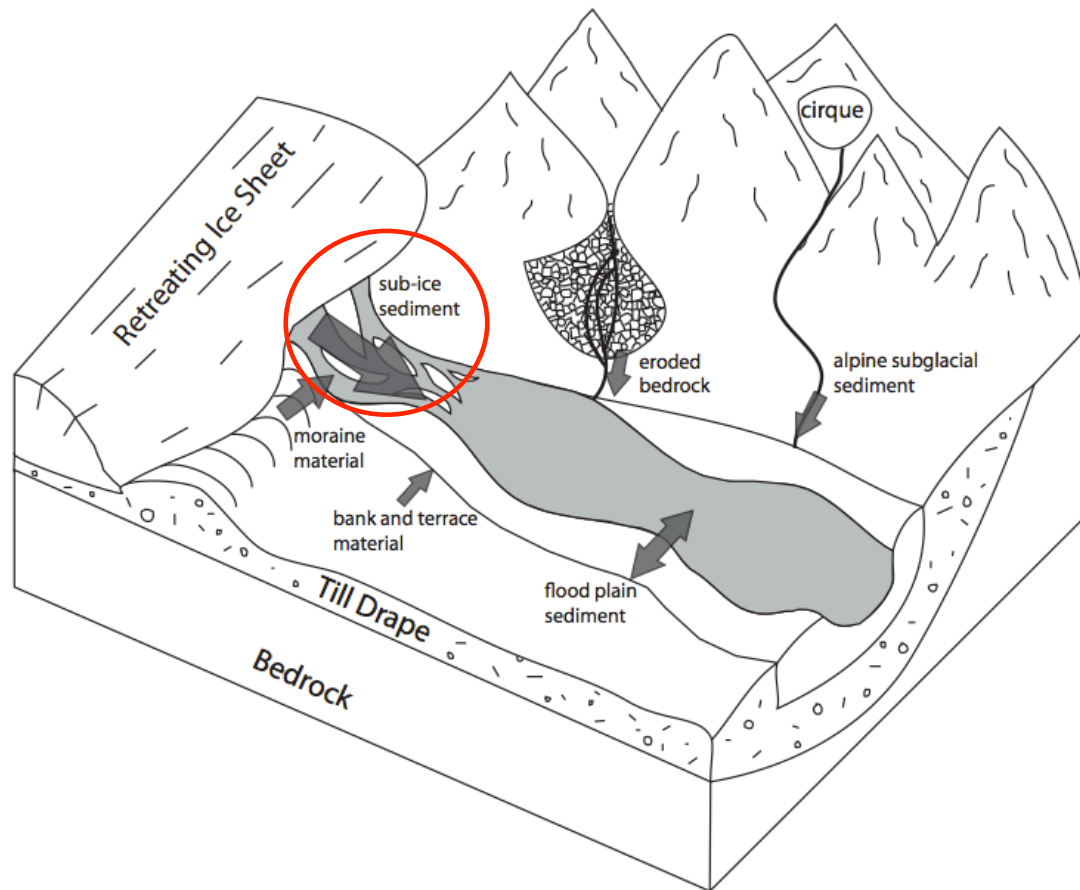 cirque
Retreating Ice Sheet
sub-ice
sediment
eroded
bedrock
alpine subglacial
sediment
moraine
material
bank and terrace
material
flood plain
sediment
Till Drape
Bedrock